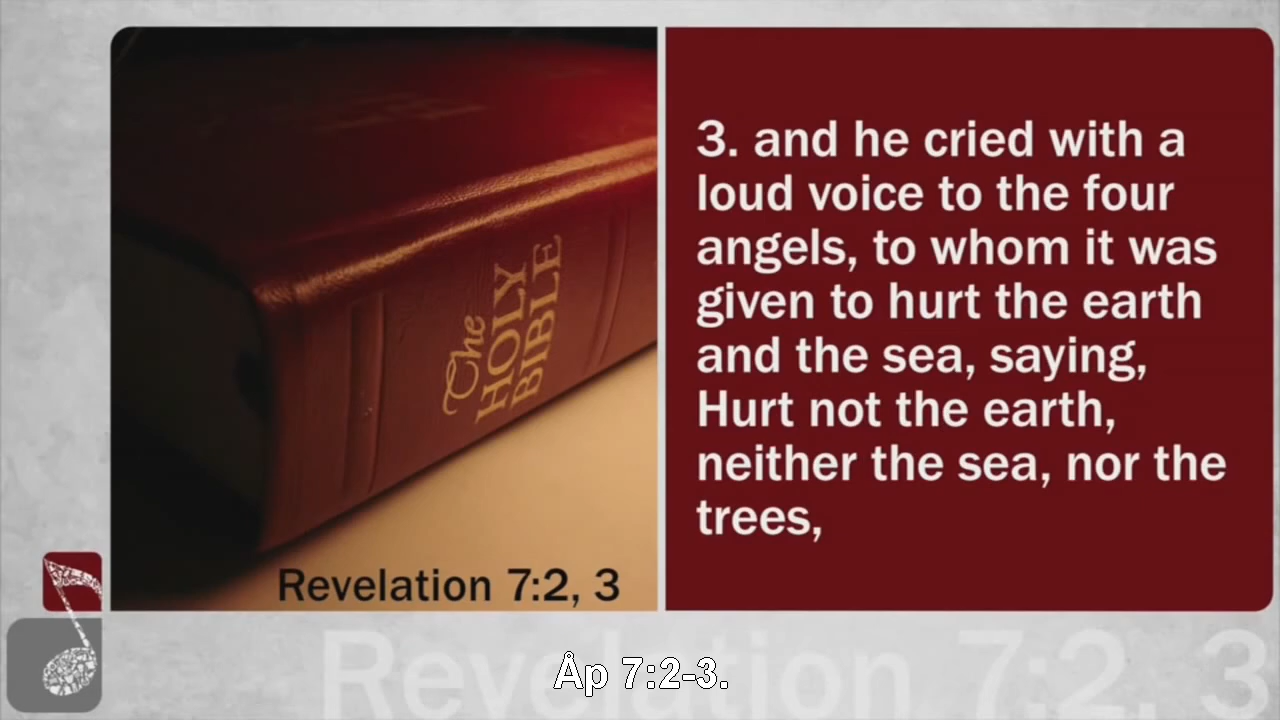 The
HOLY
BIBLE
Revelation 7:2, 3
3. and he cried with a
loud voice to the four
angels, to whom it was
given to hurt the earth
and the sea, saying,
Hurt not the earth,
neither the sea, nor the
trees,
Revelation 7:2, 3
Åp 7:2-3.